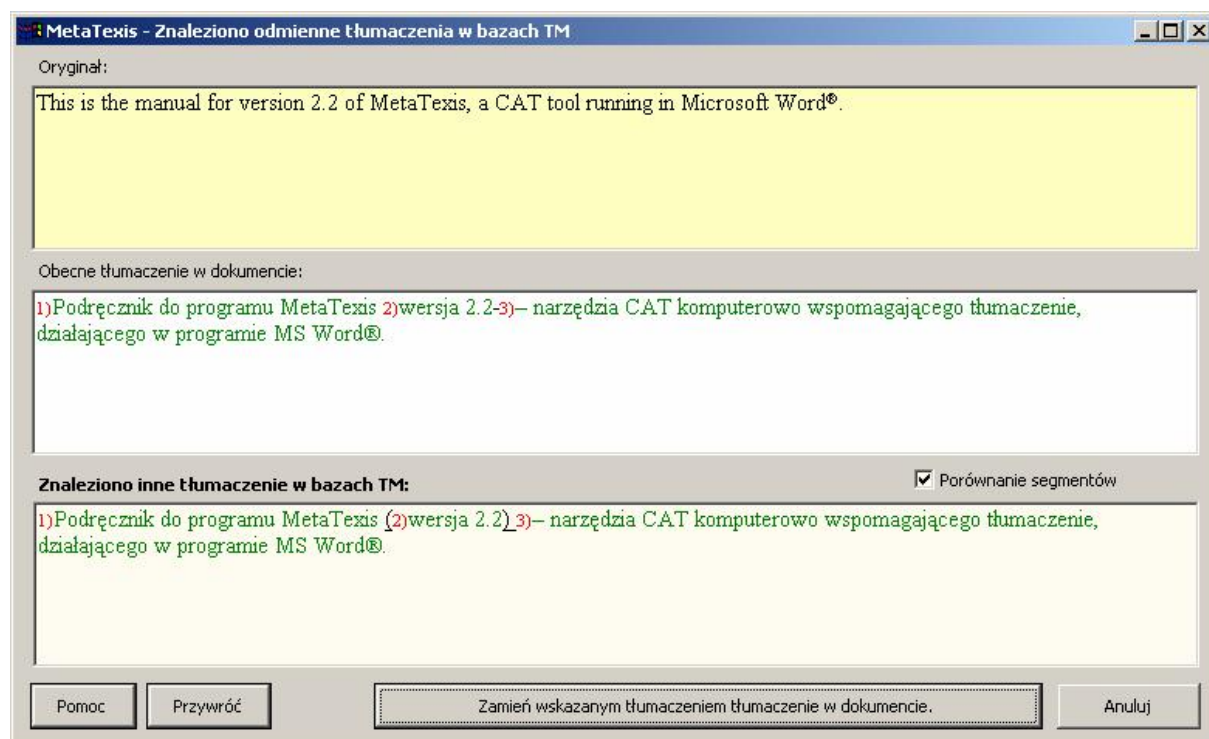 MetaTexis - Znaleziono odmienne tłumaczenia w bazach TM
Oryginał:
This is the manual for version 2.2 of MetaTexis, a CAT tool running in Microsoft Word®.
Obecne tłumaczenie w dokumencie:
1)Podręcznik do programu MetaTexis 2)wersja 2.2-3)– narzędzia CAT komputerowo wspomagającego tłumaczenie,
działającego w programie MS Word®.
Znaleziono inne tłumaczenie w bazach TM:
Porównanie segmentów
1)Podręcznik do programu MetaTexis (2)wersja 2.2) 3)– narzędzia CAT komputerowo wspomagającego tłumaczenie,
działającego w programie MS Word®.
Pomoc Przywróć Zamień wskazanym tłumaczeniem tłumaczenie w dokumencie. Anuluj